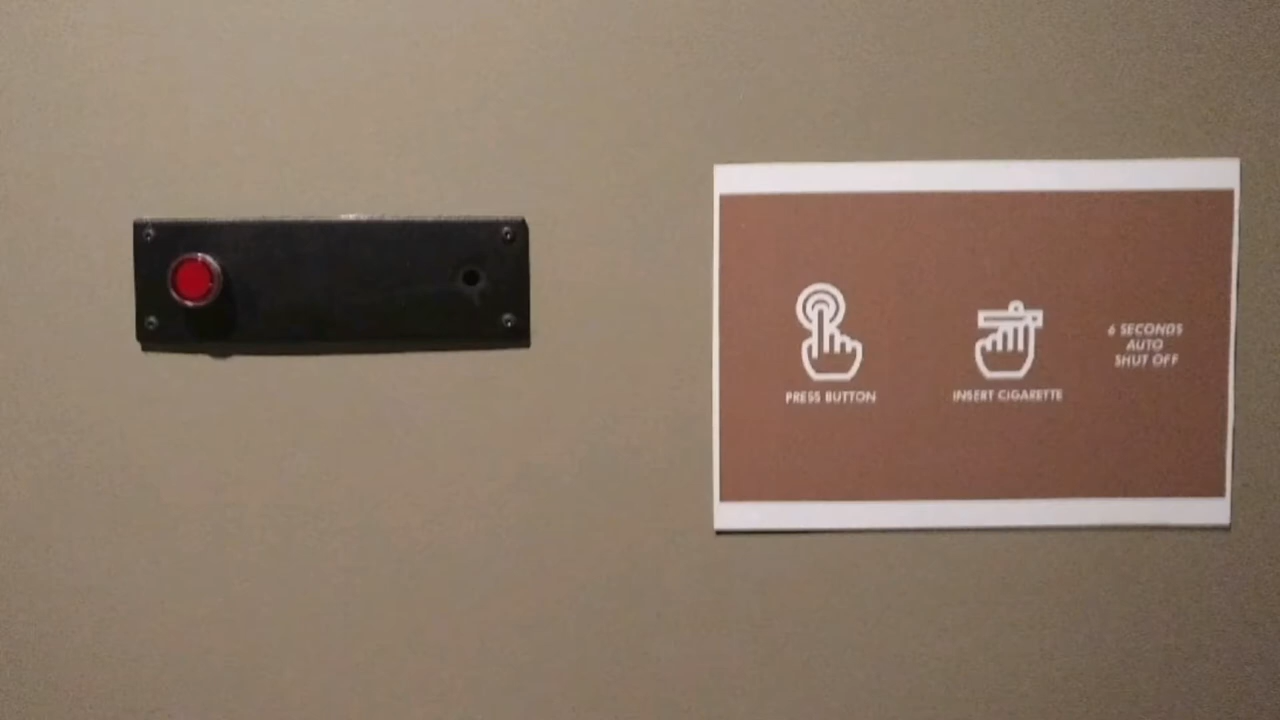 PRESS BUTTON
INSERT CIGARETTE
6 SECONDS
AUTO
SHUT OFF